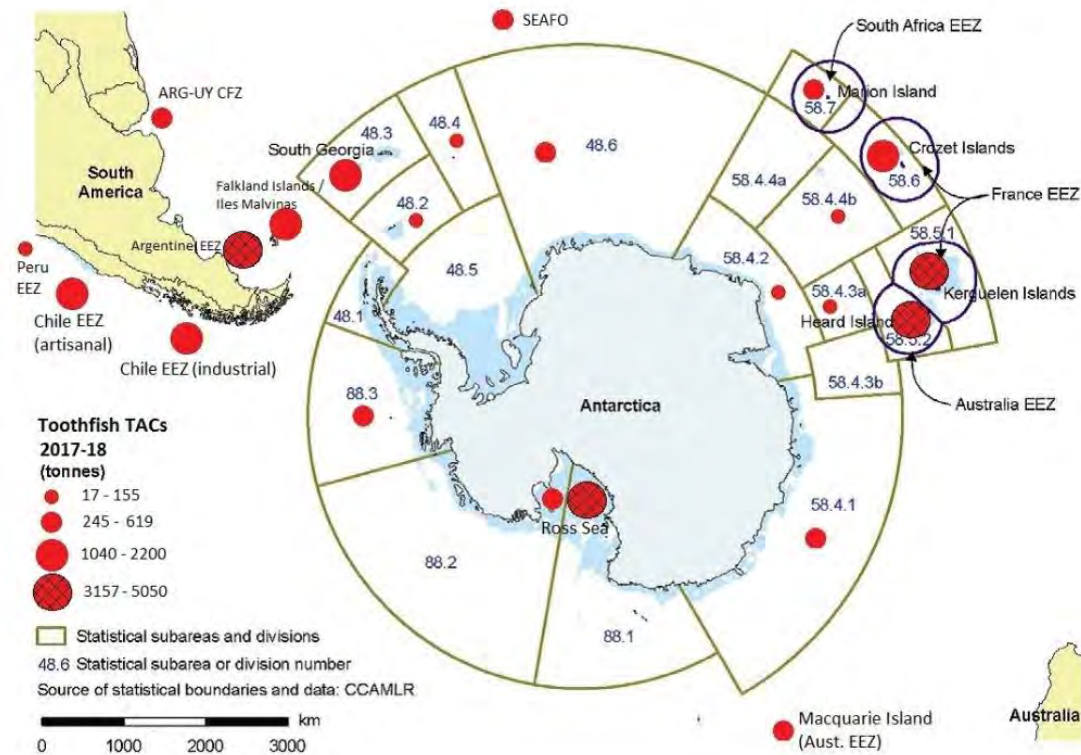 SEAFO
South Africa EEZ
Marion Island
58.7
ARG-UY CFZ
48.4
48.3
48.6
South Georgia
Crozet Islands
58.6
South
America
58.4.4a
58.4.4b
France EEZ
Falkland Islands /
Iles Malvinas
48.2
58.5.1
Argentine EEZ
Peru
EEZ
48.5
58.4.2
58.4.3a
Kerguelen Islands
Heard Island
58.5.2
Chile EEZ
(artisanal)
48.1
Chile EEZ (industrial)
58.4.3b
Australia EEZ
88.3
Antarctica
Toothfish TACs
2017-18
(tonnes)
17 - 155
245 - 619
1040 - 2200
3157 - 5050
Ross Sea
58.4.1
88.2
88.1
Statistical subareas and divisions
48.6 Statistical subarea or division number
Source of statistical boundaries and data: CCAMLR
km
0 1000 2000 3000
Macquarie Island
(Aust. EEZ)
Australia